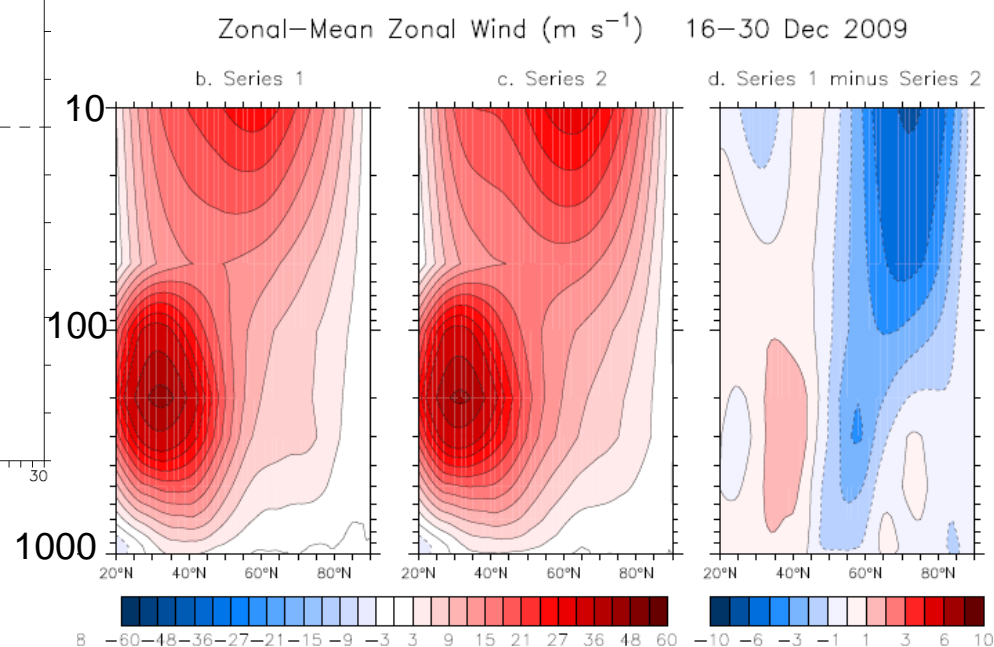 Zonal−Mean Zonal Wind (m s−1) 16−30 Dec 2009
b. Series 1 c. Series 2 d. Series 1 minus Series 2
10
100
30
1000
20°N 40°N 60°N 80°N 20°N 40°N 60°N 80°N 20°N 40°N 60°N 80°N
8 −60 −48 −36 −27 −21 −15 −9 −3 3 9 15 21 27 36 48 60 −10 −6 −3 −1 1 3 6 10